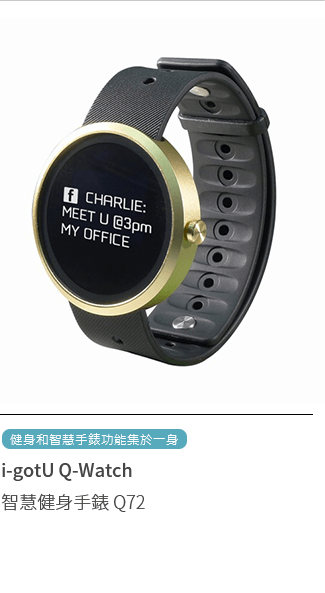 f CHARLIE:
MEET U @3pm
MY OFFICE
健身和智慧手錶功能集於一身
i-gotU Q-Watch
智慧健身手錶 Q72